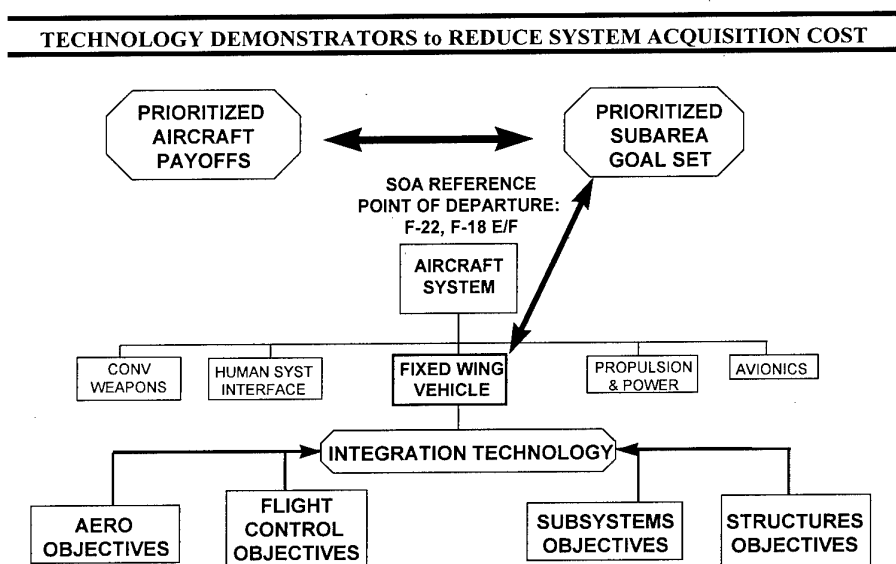 TECHNOLOGY DEMONSTRATORS to REDUCE SYSTEM ACQUISITION COST
PRIORITIZED
AIRCRAFT
PAYOFFS
PRIORITIZED
SUBAREA
GOAL SET
SOA REFERENCE
POINT OF DEPARTURE:
F-22, F-18 E/F
AIRCRAFT
SYSTEM
CONV
WEAPONS
HUMAN SYST
INTERFACE
FIXED WING
VEHICLE
PROPULSION
& POWER
AVIONICS
INTEGRATION TECHNOLOGY
AERO
OBJECTIVES
FLIGHT
CONTROL
OBJECTIVES
SUBSYSTEMS
OBJECTIVES
STRUCTURES
OBJECTIVES